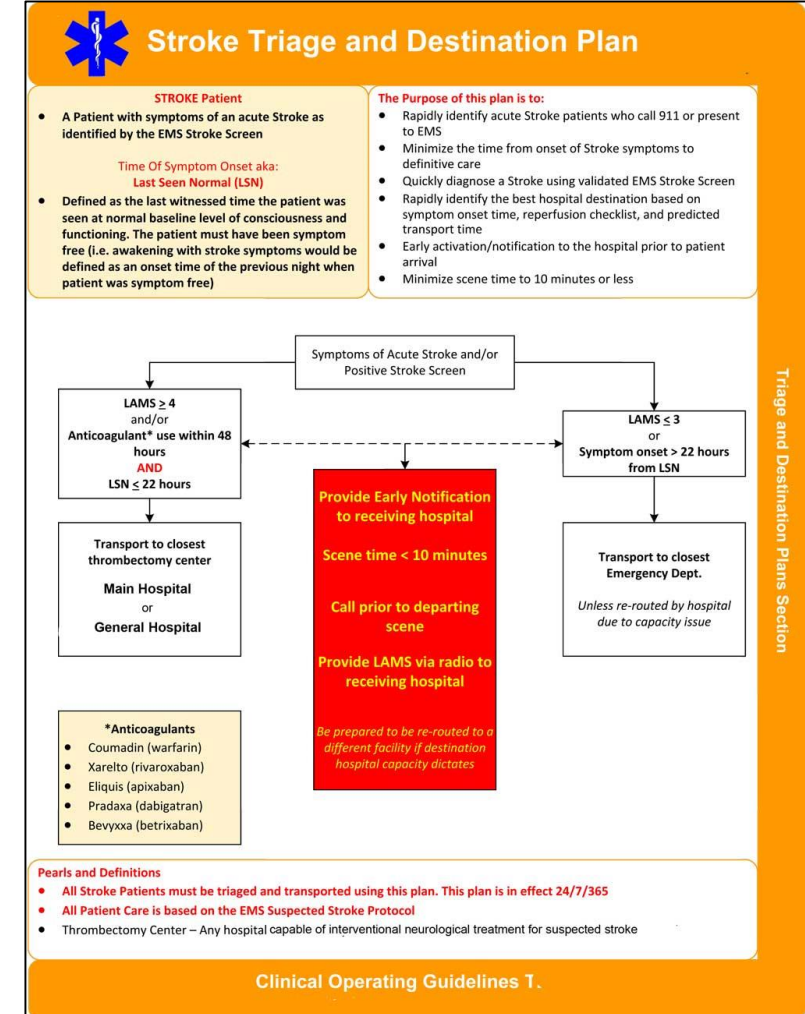 Stroke Triage and Destination Plan
STROKE Patient
• A Patient with symptoms of an acute Stroke as
identified by the EMS Stroke Screen
Time Of Symptom Onset aka:
Last Seen Normal (LSN)
• Defined as the last witnessed time the patient was
seen at normal baseline level of consciousness and
functioning. The patient must have been symptom
free (i.e. awakening with stroke symptoms would be
defined as an onset time of the previous night when
patient was symptom free)
The Purpose of this plan is to:
• Rapidly identify acute Stroke patients who call 911 or present
to EMS
• Minimize the time from onset of Stroke symptoms to
definitive care
• Quickly diagnose a Stroke using validated EMS Stroke Screen
• Rapidly identify the best hospital destination based on
symptom onset time, reperfusion checklist, and predicted
transport time
• Early activation/notification to the hospital prior to patient
arrival
• Minimize scene time to 10 minutes or less
Symptoms of Acute Stroke and/or
Positive Stroke Screen
LAMS ≥ 4
and/or
Anticoagulant* use within 48
hours
AND
LSN ≤ 22 hours
LAMS ≤ 3
or
Symptom onset > 22 hours
from LSN
Provide Early Notification
to receiving hospital
Scene time < 10 minutes
Call prior to departing
scene
Provide LAMS via radio to
receiving hospital
Be prepared to be re-routed to a
different facility if destination
hospital capacity dictates
Transport to closest
thrombectomy center
Main Hospital
or
General Hospital
Transport to closest
Emergency Dept.
Unless re-routed by hospital
due to capacity issue
*Anticoagulants
• Coumadin (warfarin)
• Xarelto (rivaroxaban)
• Eliquis (apixaban)
• Pradaxa (dabigatran)
• Bevyxxa (betrixaban)
Triage and Destination Plans Section
Pearls and Definitions
• All Stroke Patients must be triaged and transported using this plan. This plan is in effect 24/7/365
• All Patient Care is based on the EMS Suspected Stroke Protocol
• Thrombectomy Center – Any hospital capable of interventional neurological treatment for suspected stroke
Clinical Operating Guidelines T.